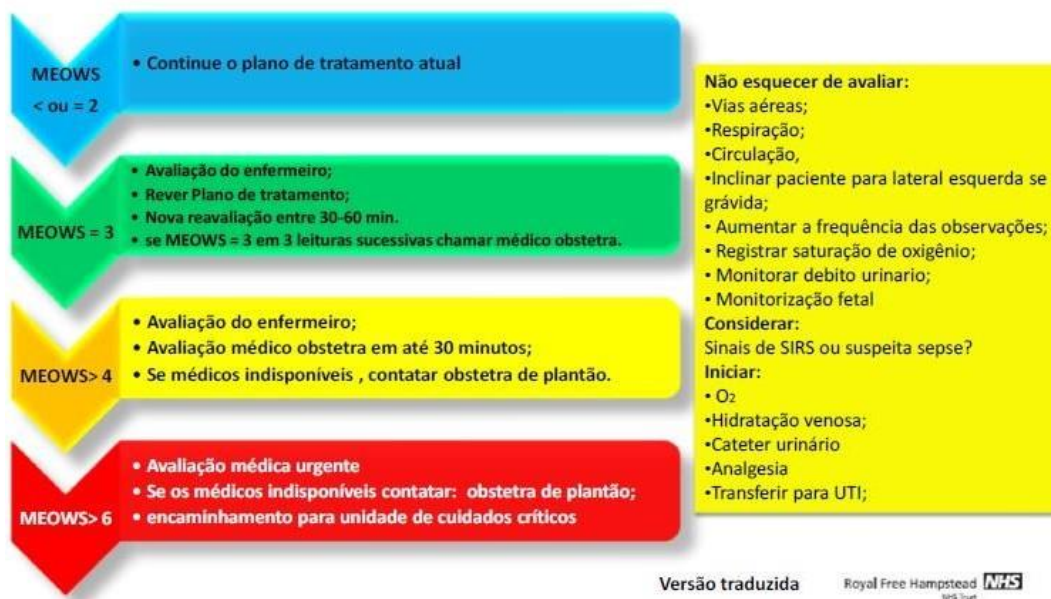 MEOWS
< ou = 2
• Continue o plano de tratamento atual
MEOWS = 3
• Avaliação do enfermeiro;
• Rever Plano de tratamento;
• Nova reavaliação entre 30-60 min.
• se MEOWS = 3 em 3 leituras sucessivas chamar médico obstetra.
MEOWS> 4
• Avaliação do enfermeiro;
• Avaliação médico obstetra em até 30 minutos;
• Se médicos indisponíveis , contatar obstetra de plantão.
MEOWS> 6
• Avaliação médica urgente
• Se os médicos indisponíveis contatar: obstetra de plantão;
• encaminhamento para unidade de cuidados críticos
Não esquecer de avaliar:
•Vias aéreas;
•Respiração;
•Circulação,
•Inclinar paciente para lateral esquerda se
grávida;
• Aumentar a frequência das observações;
• Registrar saturação de oxigênio;
• Monitorar debito urinario;
• Monitorização fetal
Considerar:
Sinais de SIRS ou suspeita sepse?
Iniciar:
• O₂
•Hidratação venosa;
•Cateter urinário
•Analgesia
•Transferir para UTI;
Versão traduzida
Royal Free Hampstead NHS
NHS Trust